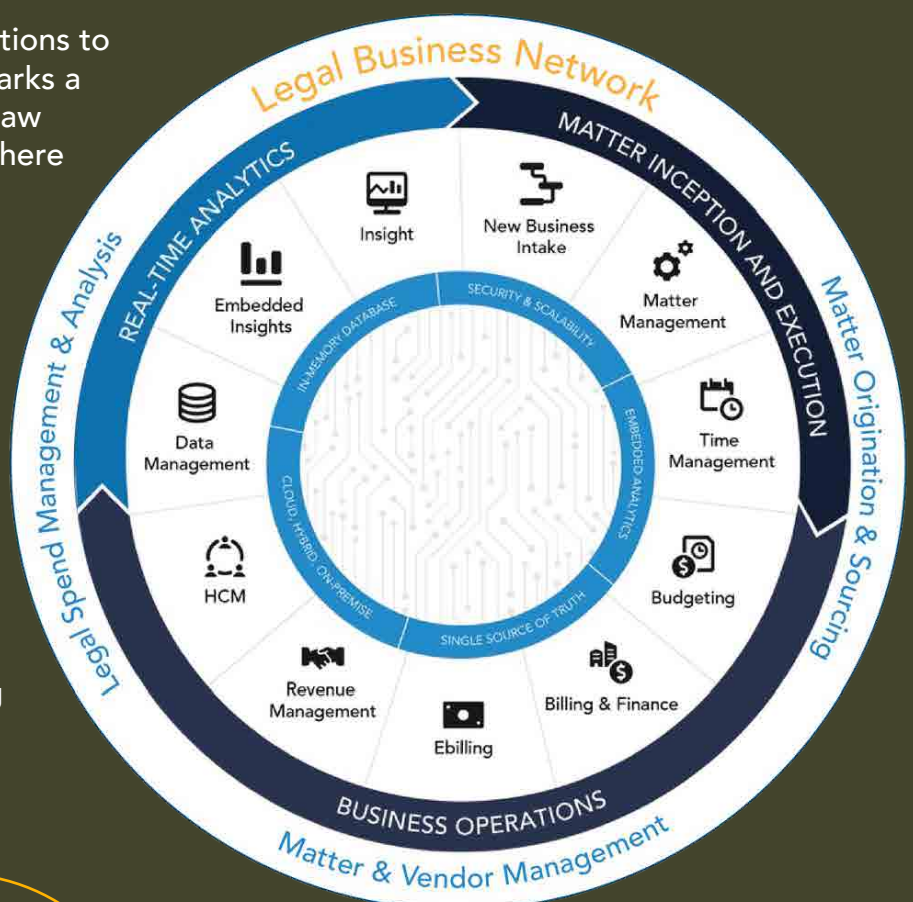 tions to
arks a
aw
here
g
Legal Business Network
Matter Origination & Sourcing
Matter & Vendor Management
Legal Spend Management & Analysis
REAL-TIME ANALYTICS
MATTER INCEPTION AND EXECUTION
BUSINESS OPERATIONS
New Business
Intake
Matter
Management
Time
Management
Budgeting
Billing & Finance
Ebilling
Revenue
Management
HCM
Data
Management
Embedded
Insights
Insight
SECURITY & SCALABILITY
EMBEDDED ANALYTICS
SINGLE SOURCE OF TRUTH
CLOUD, HYBRID, ON-PREMISE
IN-MEMORY DATABASE